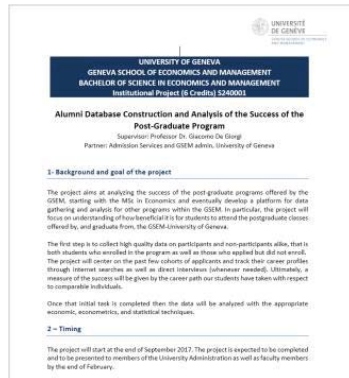 UNIVERSITÉ
DE GENÈVE
UNIVERSITY OF GENEVA
GENEVA SCHOOL OF ECONOMICS AND MANAGEMENT
BACHELOR OF SCIENCE IN ECONOMICS AND MANAGEMENT
Institutional Project (6 Credits) S240001
Alumni Database Construction and Analysis of the Success of the
Post-Graduate Program
Supervisor: Professor Dr. Giacomo De Giorgi
Partner: Admission Services and GSEM admin, University of Geneva
1- Background and goal of the project
The project aims at analyzing the success of the post-graduate programs offered by the
GSEM, starting with the MSc in Economics and eventually develop a platform for data
gathering and analysis for other programs within the GSEM. In particular, the project will
focus on understanding of how beneficial it is for students to attend the postgraduate classes
offered by, and graduate from, the GSEM-University of Geneva.
The first step is to collect high quality data on participants and non-participants alike, that is
both students who enrolled in the program as well as those who applied but did not enroll.
The project will center on the past few cohorts of applicants and track their career profiles
through internet searches as well as direct interviews (whenever needed). Ultimately, a
measure of the success will be given by the career path our students have taken with respect
to comparable individuals.
Once that initial task is completed then the data will be analyzed with the appropriate
economic, econometrics, and statistical techniques.
2 – Timing
The project will start at the end of September 2017. The project is expected to be completed
and to be presented to members of the University Administration as well as faculty members
by the end of February.